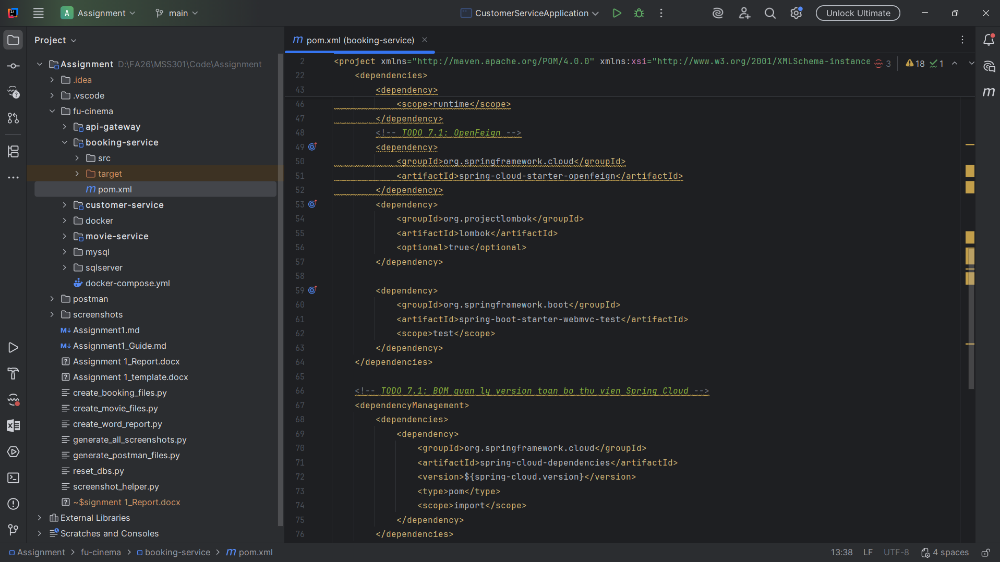 A Assignment main CustomerServiceApplication Unlock Ultimate
Project
pom.xml (booking-service)
Assignment D:\FA26\MSS301\Code\Assignment
.idea
.vscode
fu-cinema
api-gateway
booking-service
src
target
pom.xml
customer-service
docker
movie-service
mysql
sqlserver
docker-compose.yml
postman
screenshots
Assignment1.md
Assignment1_Guide.md
Assignment 1_Report.docx
Assignment 1_template.docx
create_booking_files.py
create_movie_files.py
create_word_report.py
generate_all_screenshots.py
generate_postman_files.py
reset_dbs.py
screenshot_helper.py
~$signment 1_Report.docx
External Libraries
Scratches and Consoles
2 <project xmlns="http://maven.apache.org/POM/4.0.0" xmlns:xsi="http://www.w3.org/2001/XMLSchema-instance 3 18 1
22 <dependencies>
43 <dependency>
46 <scope>runtime</scope>
47 </dependency>
48 <!-- TODO 7.1: OpenFeign -->
49 <dependency>
50 <groupId>org.springframework.cloud</groupId>
51 <artifactId>spring-cloud-starter-openfeign</artifactId>
52 </dependency>
53 <dependency>
54 <groupId>org.projectlombok</groupId>
55 <artifactId>lombok</artifactId>
56 <optional>true</optional>
57 </dependency>
58
59 <dependency>
60 <groupId>org.springframework.boot</groupId>
61 <artifactId>spring-boot-starter-webmvc-test</artifactId>
62 <scope>test</scope>
63 </dependency>
64 </dependencies>
65
66 <!-- TODO 7.1: BOM quan ly version toan bo thu vien Spring Cloud -->
67 <dependencyManagement>
68 <dependencies>
69 <dependency>
70 <groupId>org.springframework.cloud</groupId>
71 <artifactId>spring-cloud-dependencies</artifactId>
72 <version>${spring-cloud.version}</version>
73 <type>pom</type>
74 <scope>import</scope>
75 </dependency>
76 </dependencies>
Assignment > fu-cinema > booking-service > pom.xml 13:38 LF UTF-8 4 spaces